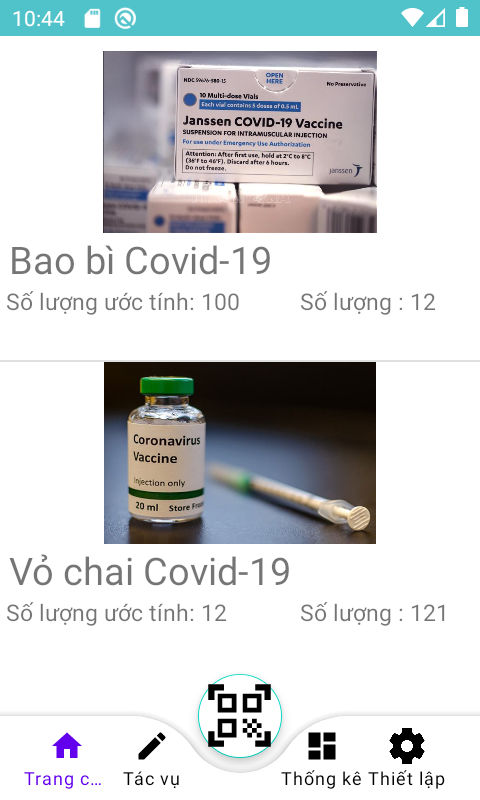 10:44
NDC 59676-580-15
OPEN
HERE
No Preservative
10 Multi-dose Vials
Each vial contains 5 doses of 0.5 mL
Janssen COVID-19 Vaccine
SUSPENSION FOR INTRAMUSCULAR INJECTION
For use under Emergency Use Authorization
Attention: After first use, hold at 2°C to 8°C
(36°F to 46°F). Discard after 6 hours.
Do not freeze.
janssen
Bao bì Covid-19
Số lượng ước tính: 100 Số lượng : 12
Coronavirus
Vaccine
Injection only
20 ml Store
Vỏ chai Covid-19
Số lượng ước tính: 12 Số lượng : 121
Trang c... Tác vụ Thống kê Thiết lập